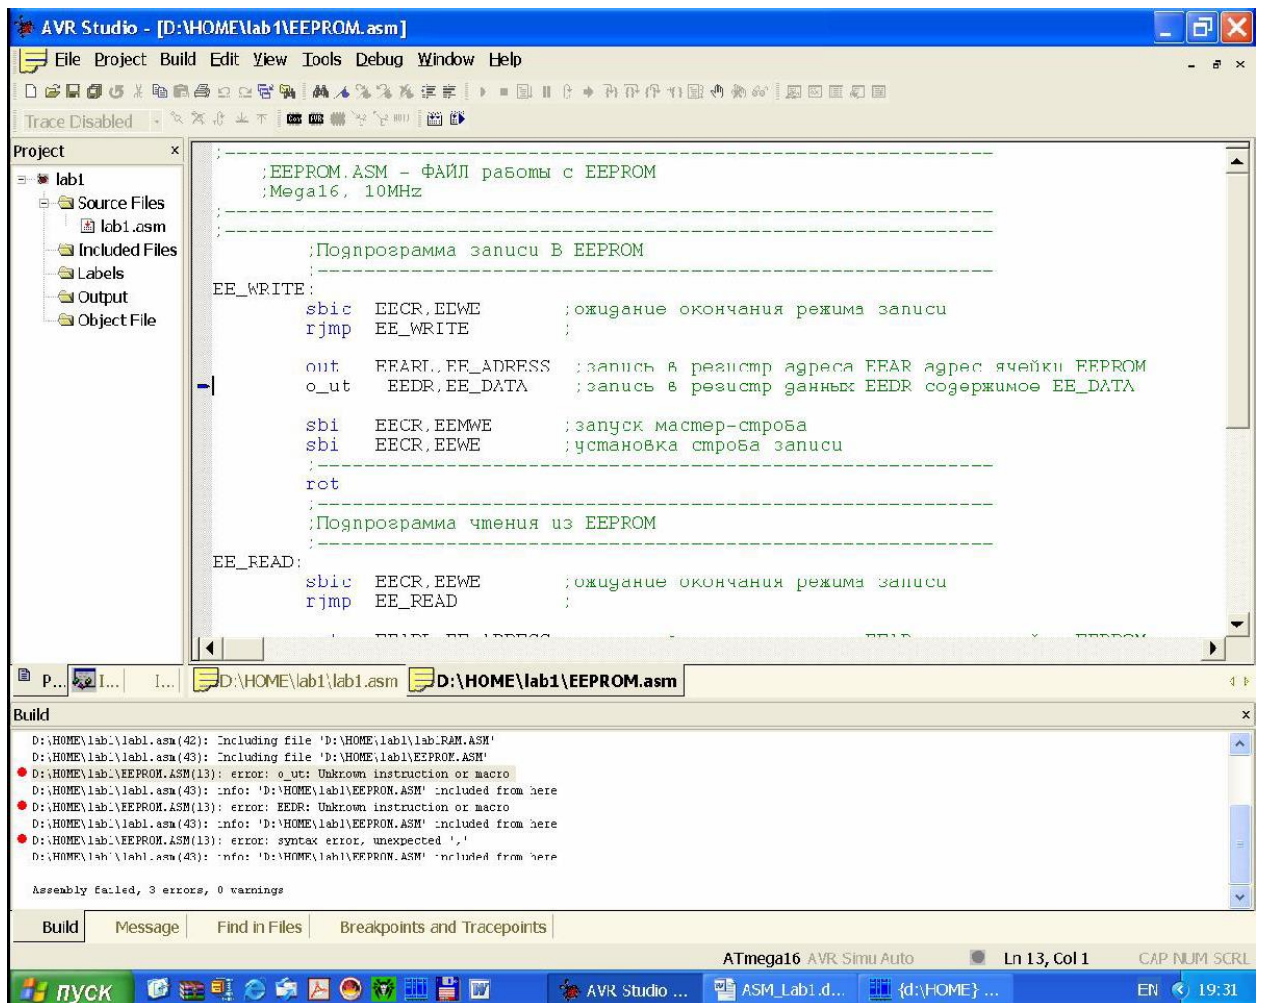 AVR Studio - [D:\HOME\lab1\EEPROM.asm]
File Project Build Edit View Tools Debug Window Help
Trace Disabled
Project x
lab1
Source Files
lab1.asm
Included Files
Labels
Output
Object File
;------------------------------------------------------------------
;EEPROM.ASM - ФАЙЛ работы с EEPROM
;Mega16, 10MHz
;------------------------------------------------------------------
;------------------------------------------------------------------
;Подпрограмма записи В EEPROM
;----------------------------------------------------------
EE_WRITE:
sbic EECR,EEWE ;ожидание окончания режима записи
rjmp EE_WRITE ;
out EEARL,EE_ADRESS ;запись в регистр адреса EEAR адрес ячейки EEPROM
o_ut EEDR,EE_DATA ;запись в регистр данных EEDR содержимое EE_DATA
sbi EECR,EEMWE ;запуск мастер-строба
sbi EECR,EEWE ;установка строба записи
;----------------------------------------------------------
ret
;----------------------------------------------------------
;Подпрограмма чтения из EEPROM
;----------------------------------------------------------
EE_READ:
sbic EECR,EEWE ;ожидание окончания режима записи
rjmp EE_READ ;
P... I... I...
D:\HOME\lab1\lab1.asm D:\HOME\lab1\EEPROM.asm
Build x
D:\HOME\lab1\lab1.asm(42): Including file 'D:\HOME\lab1\lab1RAM.ASM'
D:\HOME\lab1\lab1.asm(43): Including file 'D:\HOME\lab1\EEPROM.ASM'
D:\HOME\lab1\EEPROM.ASM(13): error: o_ut: Unknown instruction or macro
D:\HOME\lab1\lab1.asm(43): info: 'D:\HOME\lab1\EEPROM.ASM' included from here
D:\HOME\lab1\EEPROM.ASM(13): error: EEDR: Unknown instruction or macro
D:\HOME\lab1\lab1.asm(43): info: 'D:\HOME\lab1\EEPROM.ASM' included from here
D:\HOME\lab1\EEPROM.ASM(13): error: syntax error, unexpected ','
D:\HOME\lab1\lab1.asm(43): info: 'D:\HOME\lab1\EEPROM.ASM' included from here
Assembly failed, 3 errors, 0 warnings
Build Message Find in Files Breakpoints and Tracepoints
ATmega16 AVR Simu Auto Ln 13, Col 1 CAP NUM SCRL
пуск AVR Studio ... ASM_Lab1.d... {d:\HOME} ... EN 19:31